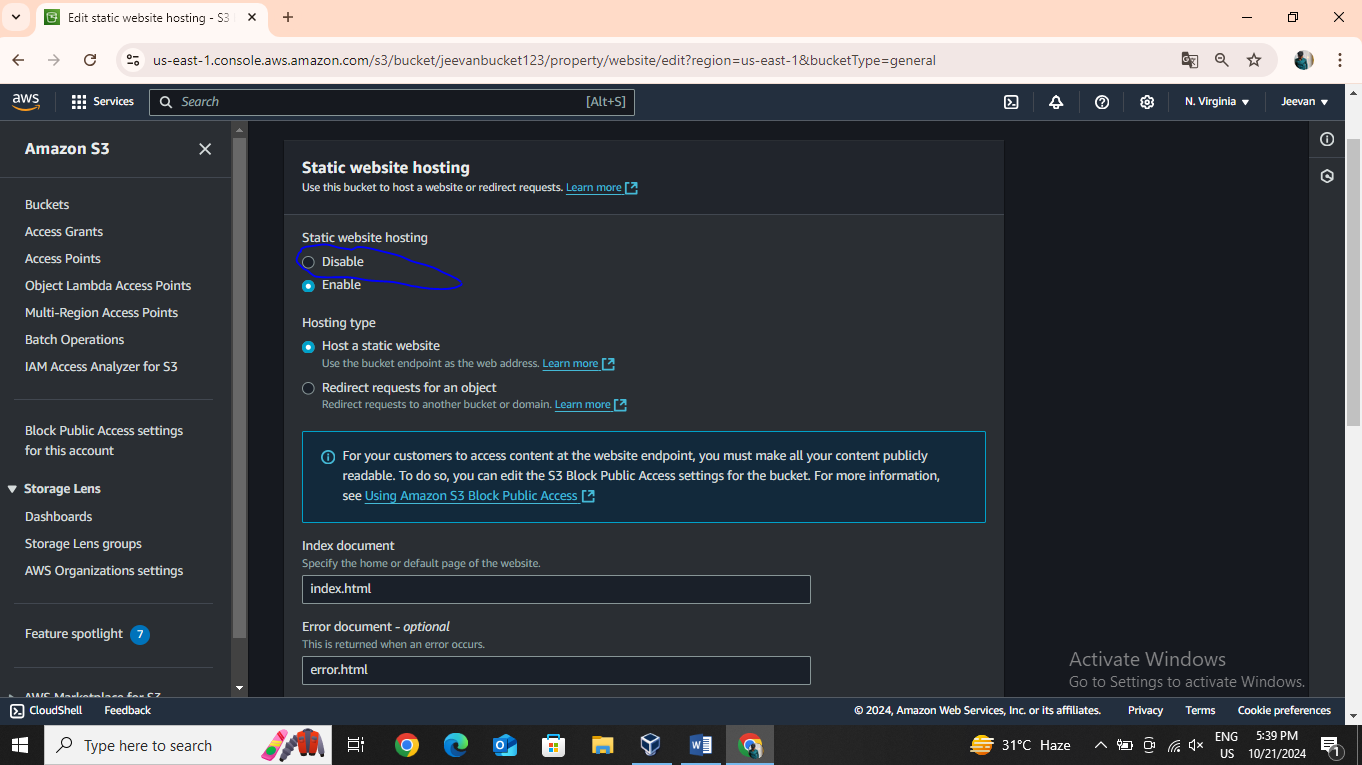 Edit static website hosting - S3
us-east-1.console.aws.amazon.com/s3/bucket/jeevanbucket123/property/website/edit?region=us-east-1&bucketType=general
aws Services Search [Alt+S] N. Virginia Jeevan
Amazon S3
Buckets
Access Grants
Access Points
Object Lambda Access Points
Multi-Region Access Points
Batch Operations
IAM Access Analyzer for S3
Block Public Access settings
for this account
Storage Lens
Dashboards
Storage Lens groups
AWS Organizations settings
Feature spotlight 7
AWS Marketplace for S3
Static website hosting
Use this bucket to host a website or redirect requests. Learn more
Static website hosting
Disable
Enable
Hosting type
Host a static website
Use the bucket endpoint as the web address. Learn more
Redirect requests for an object
Redirect requests to another bucket or domain. Learn more
For your customers to access content at the website endpoint, you must make all your content publicly
readable. To do so, you can edit the S3 Block Public Access settings for the bucket. For more information,
see Using Amazon S3 Block Public Access
Index document
Specify the home or default page of the website.
index.html
Error document - optional
This is returned when an error occurs.
error.html
Activate Windows
Go to Settings to activate Windows.
CloudShell Feedback © 2024, Amazon Web Services, Inc. or its affiliates. Privacy Terms Cookie preferences
Type here to search
31°C Haze
ENG
US
5:39 PM
10/21/2024
1